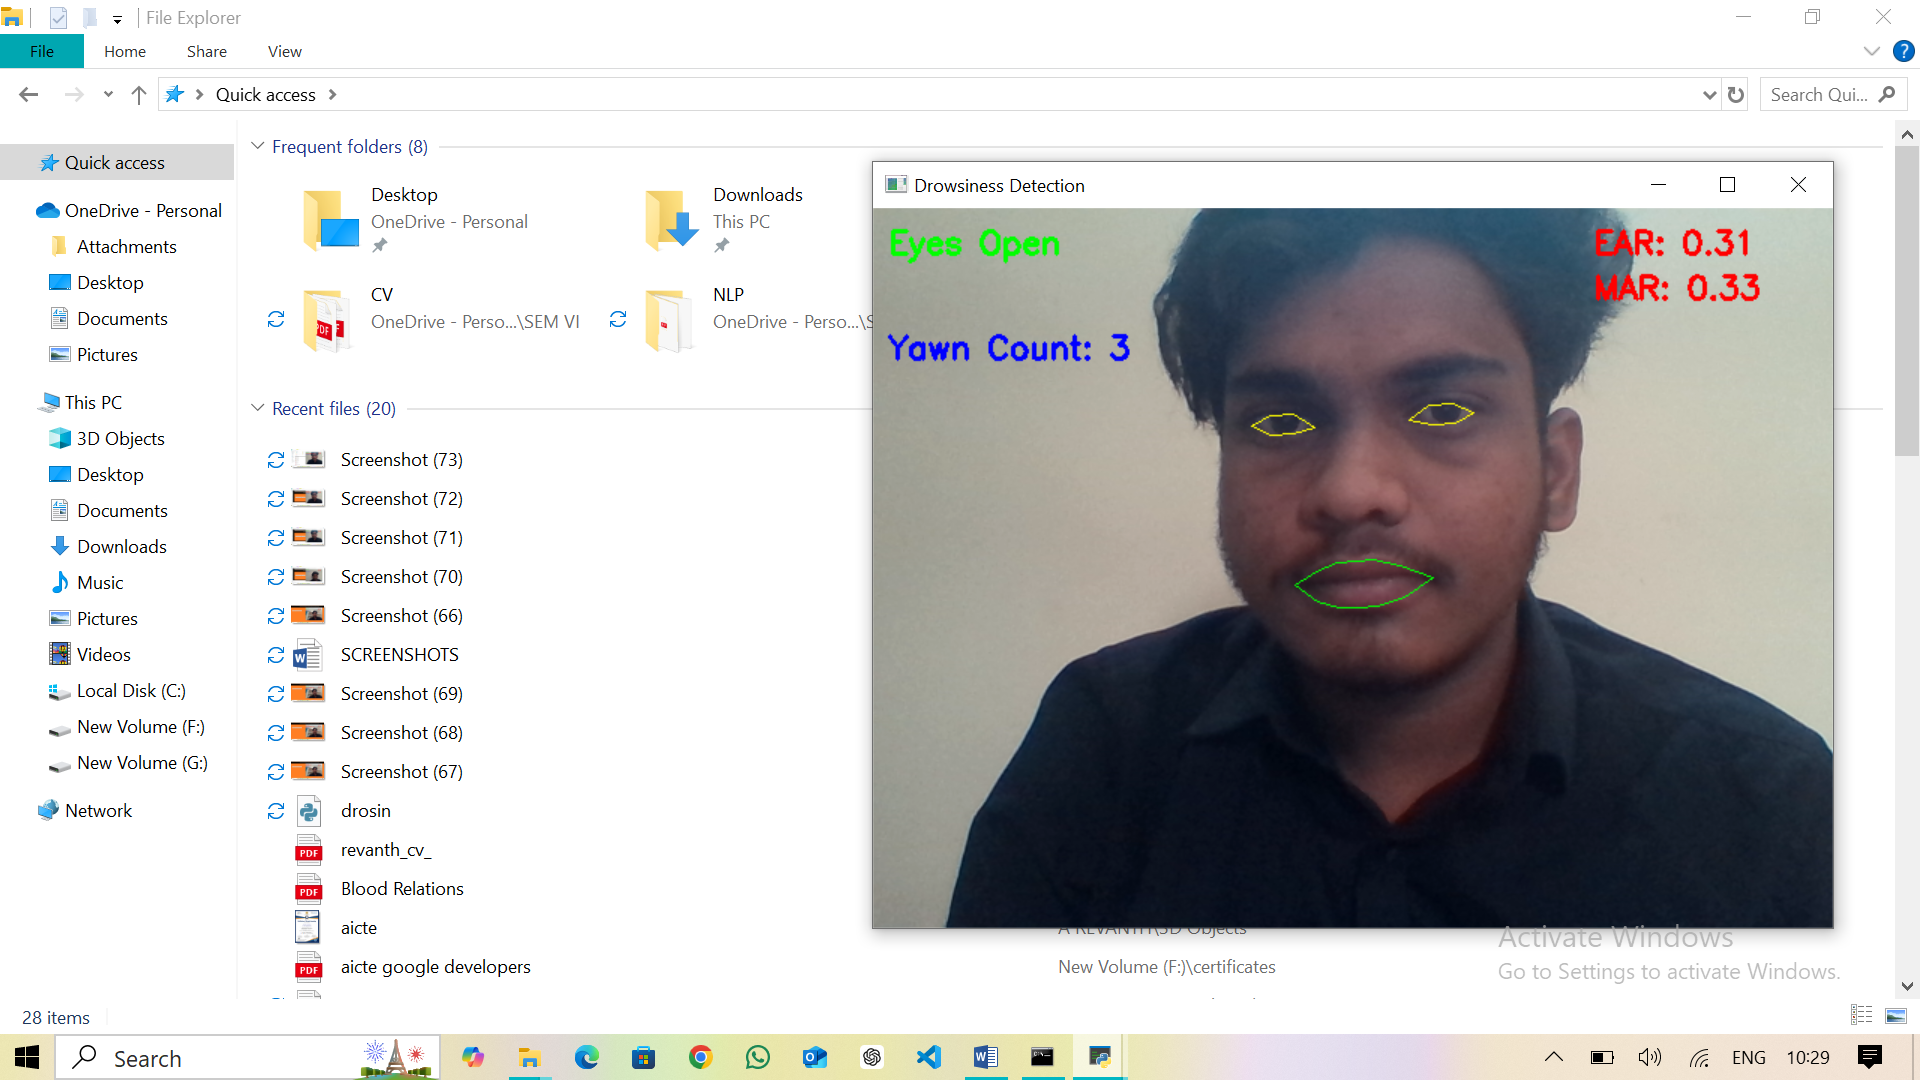 File Explorer
File Home Share View
Quick access
Search Qui...
Quick access
OneDrive - Personal
Attachments
Desktop
Documents
Pictures
This PC
3D Objects
Desktop
Documents
Downloads
Music
Pictures
Videos
Local Disk (C:)
New Volume (F:)
New Volume (G:)
Network
Frequent folders (8)
Desktop
OneDrive - Personal
Downloads
This PC
CV
OneDrive - Perso...\SEM VI
NLP
OneDrive - Perso...\S
Recent files (20)
Screenshot (73)
Screenshot (72)
Screenshot (71)
Screenshot (70)
Screenshot (66)
SCREENSHOTS
Screenshot (69)
Screenshot (68)
Screenshot (67)
drosin
revanth_cv_
Blood Relations
aicte
A REVANTH\3D Objects
aicte google developers
New Volume (F:)\certificates
Drowsiness Detection
Eyes Open
EAR: 0.31
MAR: 0.33
Yawn Count: 3
Activate Windows
Go to Settings to activate Windows.
28 items
Search
ENG 10:29